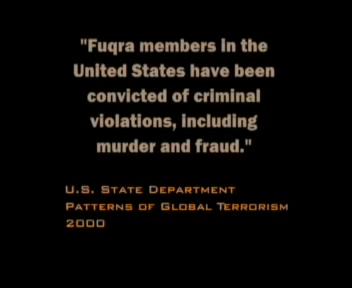 "Fuqra members in the
United States have been
convicted of criminal
violations, including
murder and fraud."
U.S. State Department
Patterns of Global Terrorism
2000